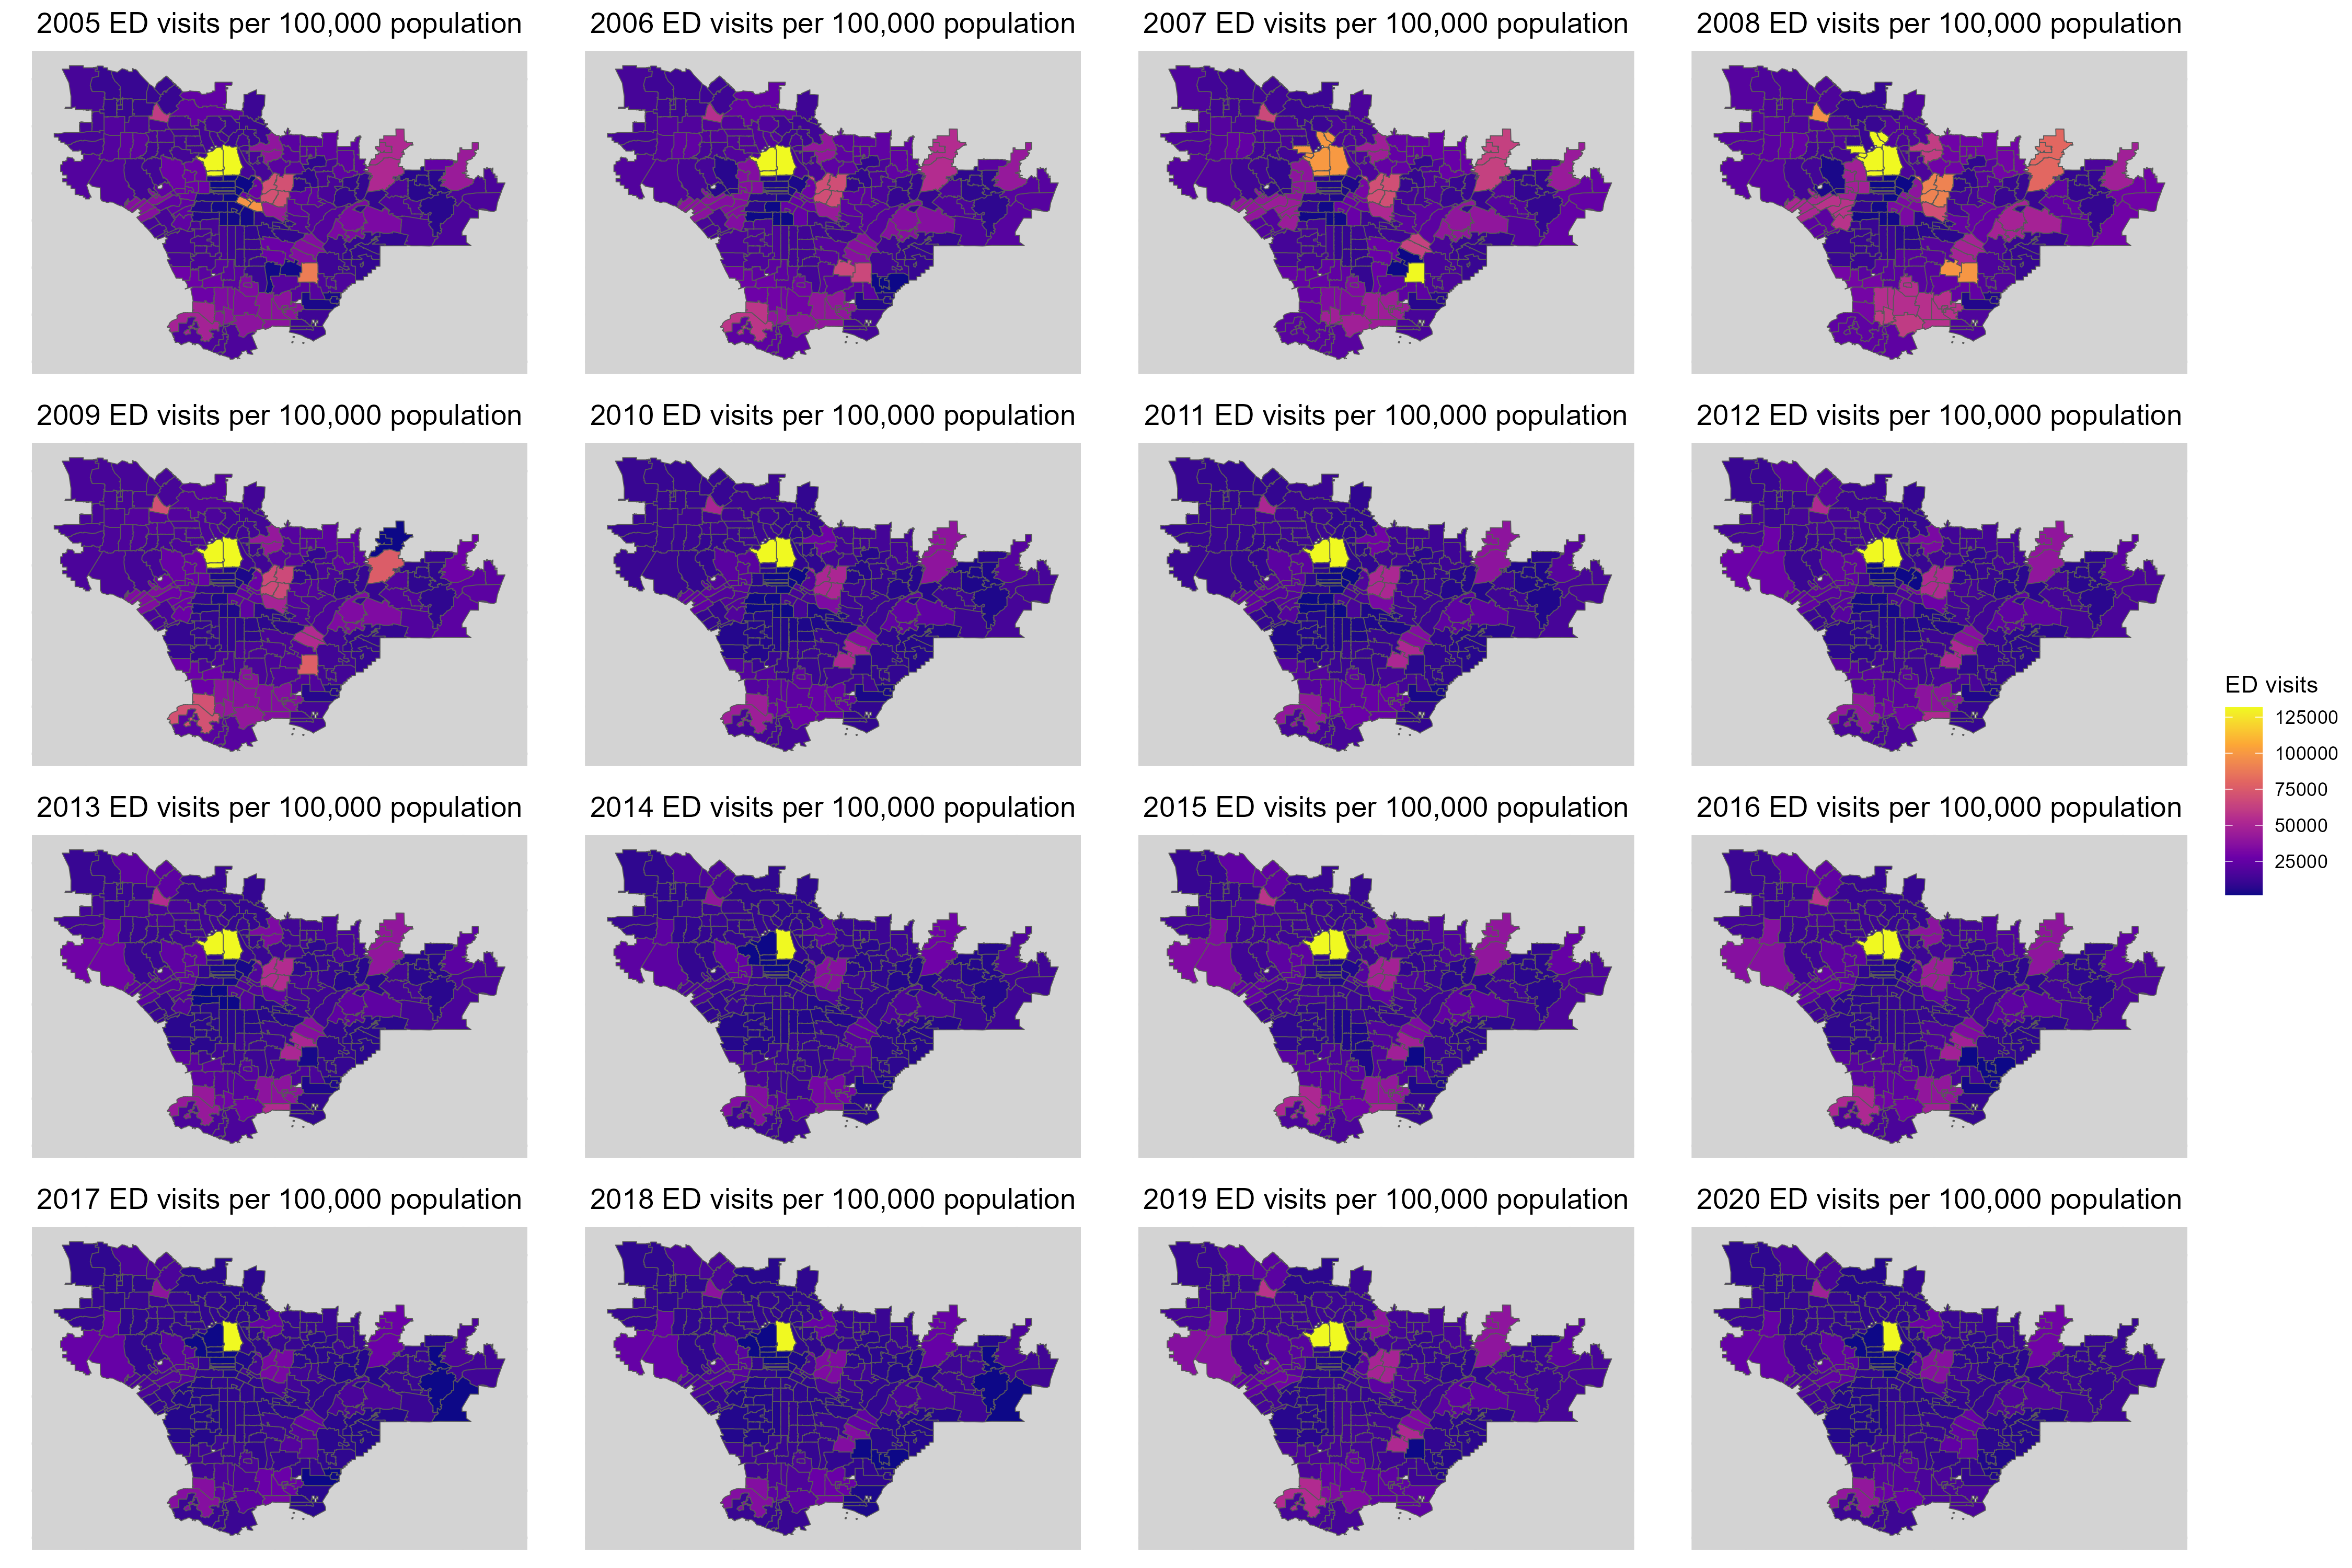 2005 ED visits per 100,000 population
2006 ED visits per 100,000 population
2007 ED visits per 100,000 population
2008 ED visits per 100,000 population
2009 ED visits per 100,000 population
2010 ED visits per 100,000 population
2011 ED visits per 100,000 population
2012 ED visits per 100,000 population
ED visits
125000
100000
75000
50000
25000
2013 ED visits per 100,000 population
2014 ED visits per 100,000 population
2015 ED visits per 100,000 population
2016 ED visits per 100,000 population
2017 ED visits per 100,000 population
2018 ED visits per 100,000 population
2019 ED visits per 100,000 population
2020 ED visits per 100,000 population